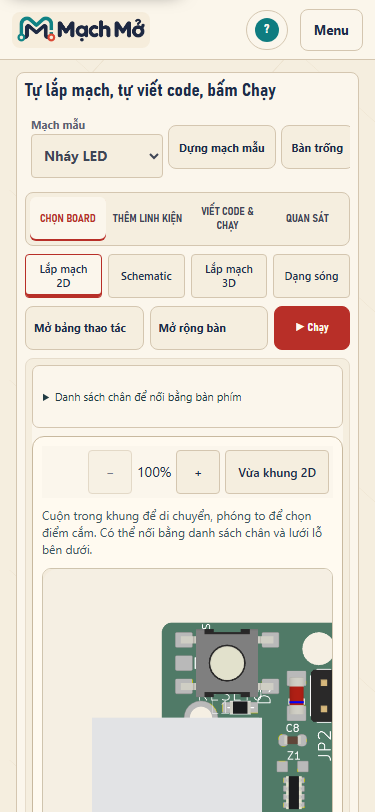 Mạch Mở
?
Menu
Tự lắp mạch, tự viết code, bấm Chạy
Mạch mẫu
Nháy LED
Dựng mạch mẫu
Bàn trống
CHỌN BOARD
THÊM LINH KIỆN
VIẾT CODE &
CHẠY
QUAN SÁT
Lắp mạch
2D
Schematic
Lắp mạch
3D
Dạng sóng
Mở bảng thao tác
Mở rộng bàn
▶ Chạy
▶ Danh sách chân để nối bằng bàn phím
−
100%
+
Vừa khung 2D
Cuộn trong khung để di chuyển, phóng to để chọn
điểm cắm. Có thể nối bằng danh sách chân và lưới lỗ
bên dưới.
C8
Z1
JP2